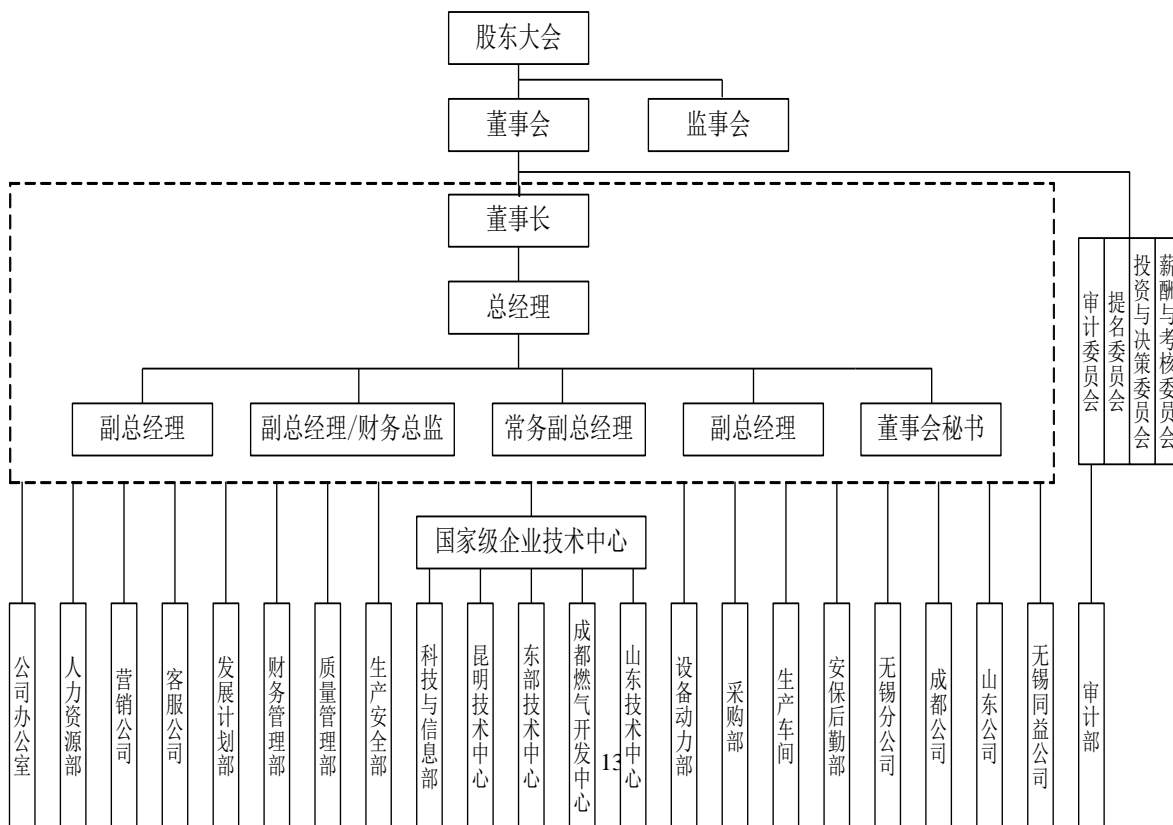 股东大会
董事会
监事会
董事长
总经理
副总经理
副总经理/财务总监
常务副总经理
副总经理
董事会秘书
审计委员会
提名委员会
投资与决策委员会
薪酬与考核委员会
国家级企业技术中心
公司办公室
人力资源部
营销公司
客服公司
发展计划部
财务管理部
质量管理部
生产安全部
科技与信息部
昆明技术中心
东部技术中心
成都燃气开发中心
山东技术中心
设备动力部
采购部
生产车间
安保后勤部
无锡分公司
成都公司
山东公司
无锡同益公司
审计部
13